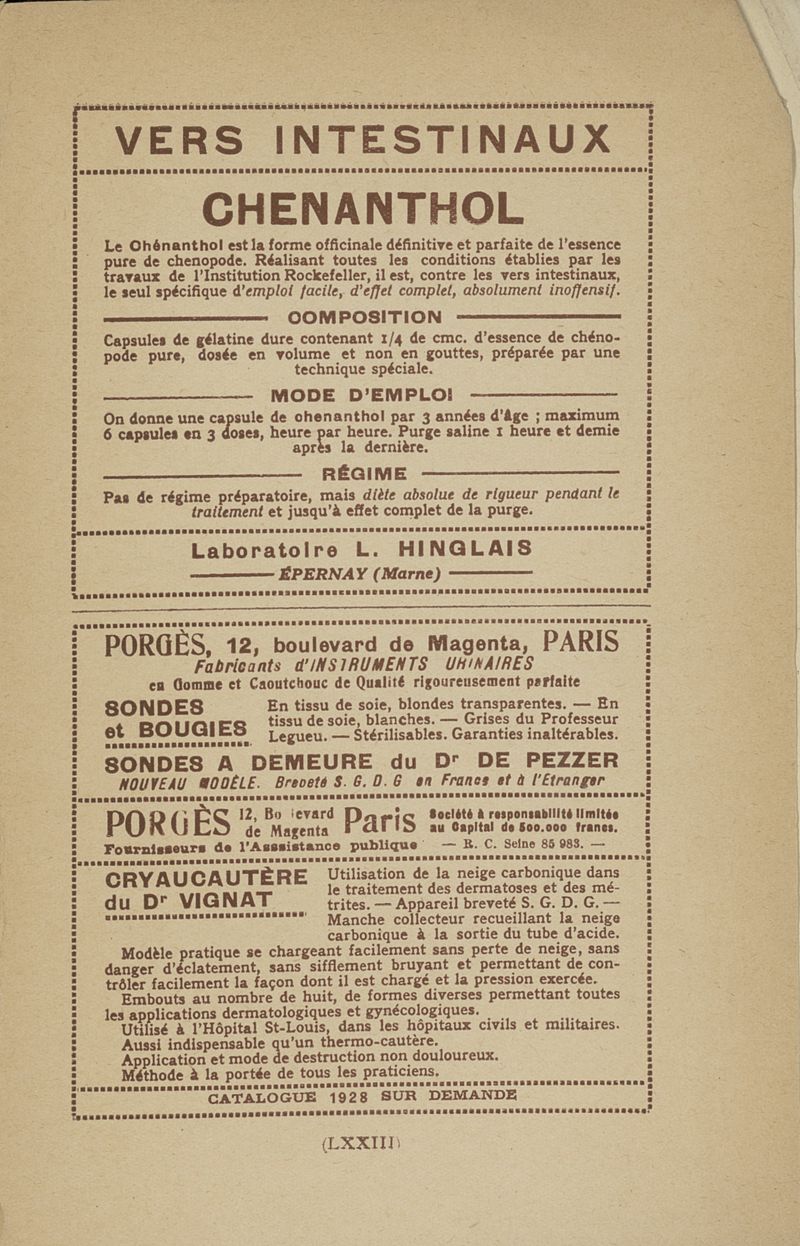 VERS INTESTINAUX
CHENANTHOL
Le Chénanthol est la forme officinale définitive et parfaite de l'essence
pure de chenopode. Réalisant toutes les conditions établies par les
travaux de l'Institution Rockefeller, il est, contre les vers intestinaux,
le seul spécifique d'emploi facile, d'effet complet, absolument inoffensif.
COMPOSITION
Capsules de gélatine dure contenant 1/4 de cmc. d'essence de chéno-
pode pure, dosée en volume et non en gouttes, préparée par une
technique spéciale.
MODE D'EMPLOI
On donne une capsule de chenanthol par 3 années d'âge ; maximum
6 capsules en 3 doses, heure par heure. Purge saline 1 heure et demie
après la dernière.
RÉGIME
Pas de régime préparatoire, mais diète absolue de rigueur pendant le
traitement et jusqu'à effet complet de la purge.
Laboratoire L. HINGLAIS
ÉPERNAY (Marne)
PORGÈS, 12, boulevard de Magenta, PARIS
Fabricants d'INSTRUMENTS URINAIRES
en Gomme et Caoutchouc de Qualité rigoureusement parfaite
SONDES
et BOUGIES
En tissu de soie, blondes transparentes. — En
tissu de soie, blanches. — Grises du Professeur
Legueu. — Stérilisables. Garanties inaltérables.
SONDES A DEMEURE du Dr DE PEZZER
NOUVEAU MODÈLE. Breveté S. G. D. G en France et à l'Etranger
PORGÈS 12, Boulevard de Magenta Paris
Société à responsabilité limitée
au Capital de 500.000 francs.
Fournisseurs de l'Asssistance publique — R. C. Seine 85 983. —
CRYAUCAUTÈRE
du Dr VIGNAT
Utilisation de la neige carbonique dans
le traitement des dermatoses et des mé-
trites. — Appareil breveté S. G. D. G. —
Manche collecteur recueillant la neige
carbonique à la sortie du tube d'acide.
Modèle pratique se chargeant facilement sans perte de neige, sans
danger d'éclatement, sans sifflement bruyant et permettant de con-
trôler facilement la façon dont il est chargé et la pression exercée.
Embouts au nombre de huit, de formes diverses permettant toutes
les applications dermatologiques et gynécologiques.
Utilisé à l'Hôpital St-Louis, dans les hôpitaux civils et militaires.
Aussi indispensable qu'un thermo-cautère.
Application et mode de destruction non douloureux.
Méthode à la portée de tous les praticiens.
CATALOGUE 1928 SUR DEMANDE
(LXXIII)